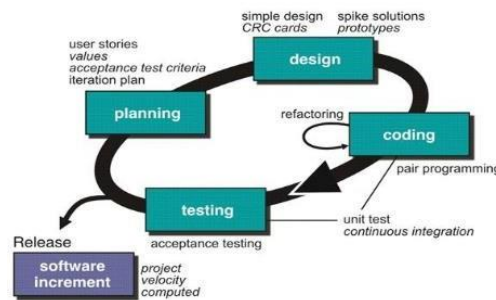 simple design
CRC cards
spike solutions
prototypes
user stories
values
acceptance test criteria
iteration plan
design
planning
refactoring
coding
pair programming
testing
unit test
continuous integration
acceptance testing
Release
software
increment
project
velocity
computed